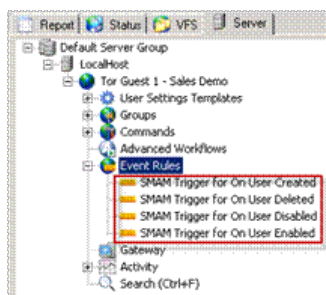 Report Status VFS Server
Default Server Group
LocalHost
Tor Guest 1 - Sales Demo
User Settings Templates
Groups
Commands
Advanced Workflows
Event Rules
SMAM Trigger for On User Created
SMAM Trigger for On User Deleted
SMAM Trigger for On User Disabled
SMAM Trigger for On User Enabled
Gateway
Activity
Search (Ctrl+F)